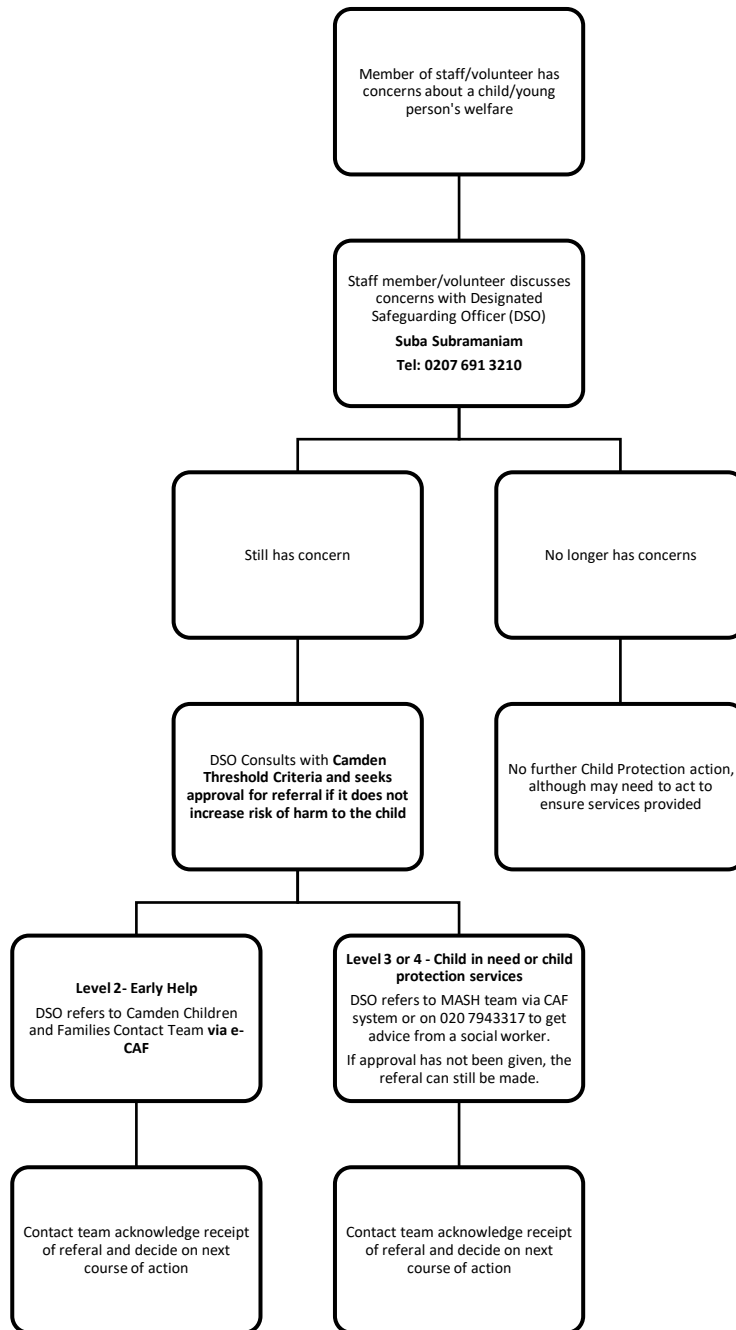 Member of staff/volunteer has
concerns about a child/young
person's welfare
Staff member/volunteer discusses
concerns with Designated
Safeguarding Officer (DSO)
Suba Subramaniam
Tel: 0207 691 3210
Still has concern
No longer has concerns
DSO Consults with Camden
Threshold Criteria and seeks
approval for referral if it does not
increase risk of harm to the child
No further Child Protection action,
although may need to act to
ensure services provided
Level 2- Early Help
DSO refers to Camden Children
and Families Contact Team via e-
CAF
Level 3 or 4 - Child in need or child
protection services
DSO refers to MASH team via CAF
system or on 020 7943317 to get
advice from a social worker.
If approval has not been given, the
referal can still be made.
Contact team acknowledge receipt
of referal and decide on next
course of action
Contact team acknowledge receipt
of referal and decide on next
course of action